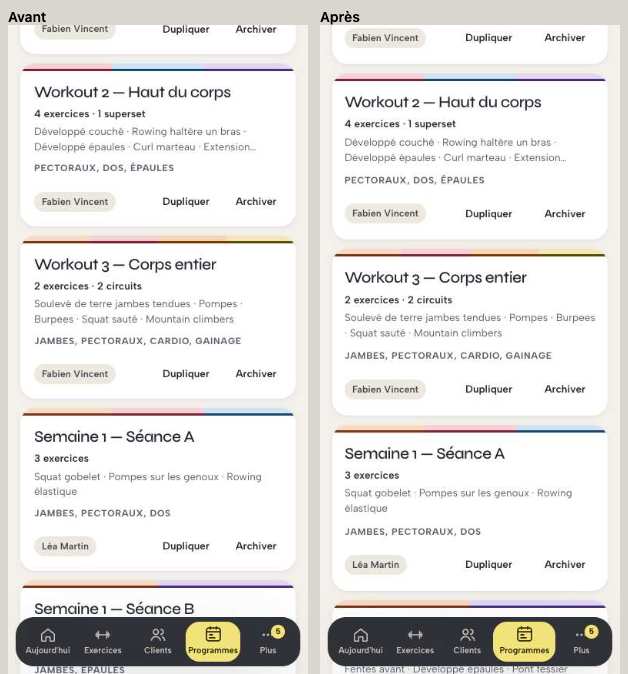 Avant
Fabien Vincent Dupliquer Archiver
Workout 2 — Haut du corps
4 exercices · 1 superset
Développé couché · Rowing haltère un bras ·
Développé épaules · Curl marteau · Extension...
PECTORAUX, DOS, ÉPAULES
Fabien Vincent Dupliquer Archiver
Workout 3 — Corps entier
2 exercices · 2 circuits
Soulevé de terre jambes tendues · Pompes ·
Burpees · Squat sauté · Mountain climbers
JAMBES, PECTORAUX, CARDIO, GAINAGE
Fabien Vincent Dupliquer Archiver
Semaine 1 — Séance A
3 exercices
Squat gobelet · Pompes sur les genoux · Rowing
élastique
JAMBES, PECTORAUX, DOS
Léa Martin Dupliquer Archiver
Semaine 1 — Séance B
Aujourd'hui Exercices Clients Programmes 5 Plus
JAMBES, ÉPAULES
Après
Fabien Vincent Dupliquer Archiver
Workout 2 — Haut du corps
4 exercices · 1 superset
Développé couché · Rowing haltère un bras ·
Développé épaules · Curl marteau · Extension...
PECTORAUX, DOS, ÉPAULES
Fabien Vincent Dupliquer Archiver
Workout 3 — Corps entier
2 exercices · 2 circuits
Soulevé de terre jambes tendues · Pompes · Burpees
· Squat sauté · Mountain climbers
JAMBES, PECTORAUX, CARDIO, GAINAGE
Fabien Vincent Dupliquer Archiver
Semaine 1 — Séance A
3 exercices
Squat gobelet · Pompes sur les genoux · Rowing
élastique
JAMBES, PECTORAUX, DOS
Léa Martin Dupliquer Archiver
Aujourd'hui Exercices Clients Programmes 5 Plus
Fentes avant · Développé épaules · Pont fessier